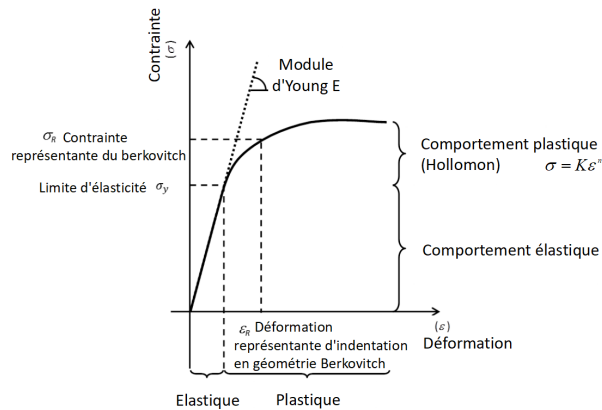 Contrainte
(σ)
Module
d'Young E
σR Contrainte
représentante du berkovitch
Limite d'élasticité σy
Comportement plastique
(Hollomon) σ = Kεⁿ
Comportement élastique
εR Déformation
représentante d'indentation
en géométrie Berkovitch
(ε)
Déformation
Elastique
Plastique